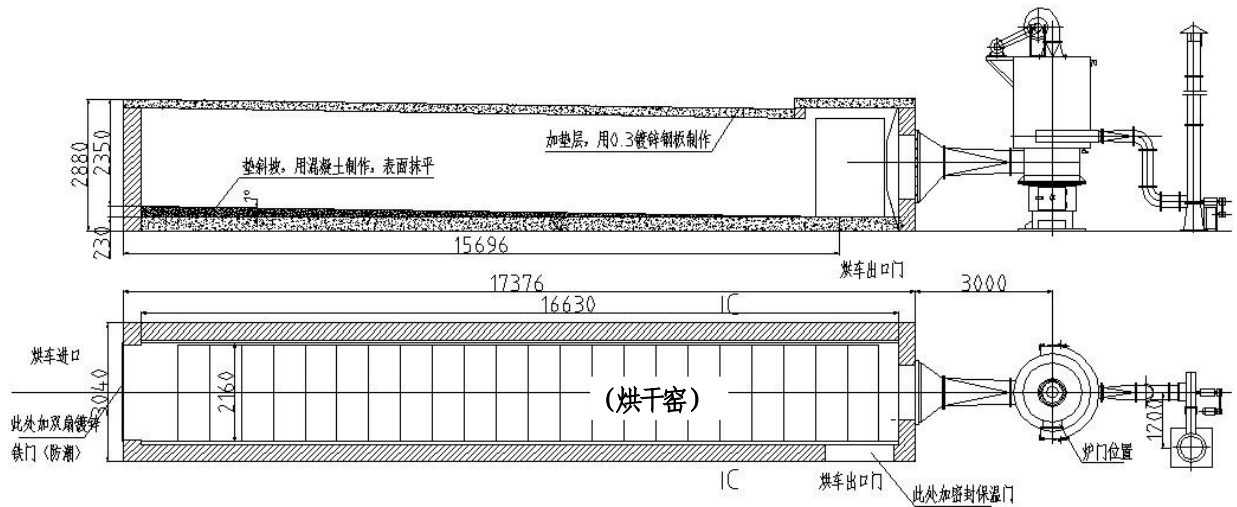 加垫层，用0.3镀锌钢板制作
垫斜坡，用混凝土制作，表面抹平
1°
2880
2350
230
15696
烘车出口门
17376
3000
16630
1C
烘车进口
3040
2160
(烘干窑)
此处加双扇镀锌
铁门（防潮）
1200
炉门位置
1C
烘车出口门
此处加密封保温门